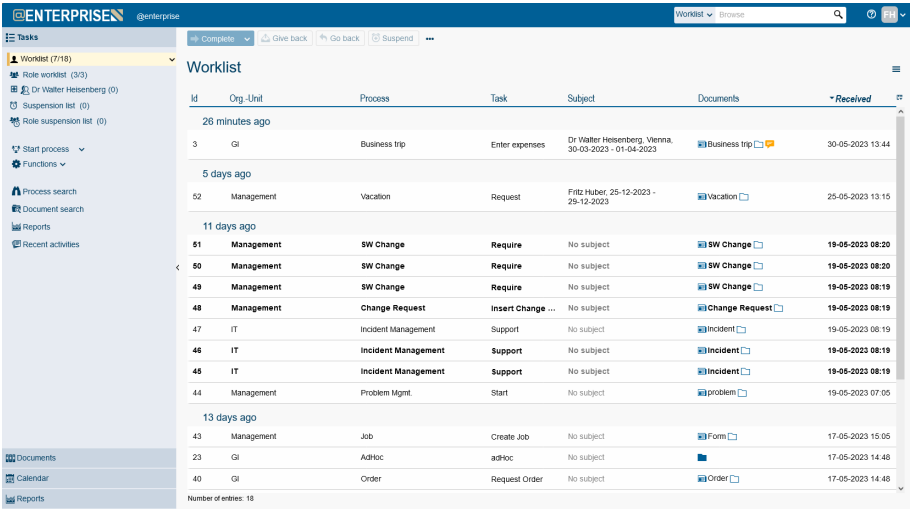 @ENTERPRISE @enterprise Worklist Browse FH
Tasks
Complete Give back Go back Suspend
Worklist (7/18)
Role worklist (3/3)
Dr Walter Heisenberg (0)
Suspension list (0)
Role suspension list (0)
Start process
Functions
Process search
Document search
Reports
Recent activities
Documents
Calendar
Reports
Worklist
Id Org.-Unit Process Task Subject Documents Received
26 minutes ago
3 GI Business trip Enter expenses Dr Walter Heisenberg, Vienna, Business trip 30-05-2023 13:44
30-03-2023 - 01-04-2023
5 days ago
52 Management Vacation Request Fritz Huber, 25-12-2023 - Vacation 25-05-2023 13:15
29-12-2023
11 days ago
51 Management SW Change Require No subject SW Change 19-05-2023 08:20
50 Management SW Change Require No subject SW Change 19-05-2023 08:20
49 Management SW Change Require No subject SW Change 19-05-2023 08:19
48 Management Change Request Insert Change ... No subject Change Request 19-05-2023 08:19
47 IT Incident Management Support No subject Incident 19-05-2023 08:19
46 IT Incident Management Support No subject Incident 19-05-2023 08:19
45 IT Incident Management Support No subject Incident 19-05-2023 08:19
44 Management Problem Mgmt. Start No subject problem 19-05-2023 07:05
13 days ago
43 Management Job Create Job No subject Form 17-05-2023 15:05
23 GI AdHoc adHoc No subject 17-05-2023 14:48
40 GI Order Request Order No subject Order 17-05-2023 14:48
Number of entries: 18